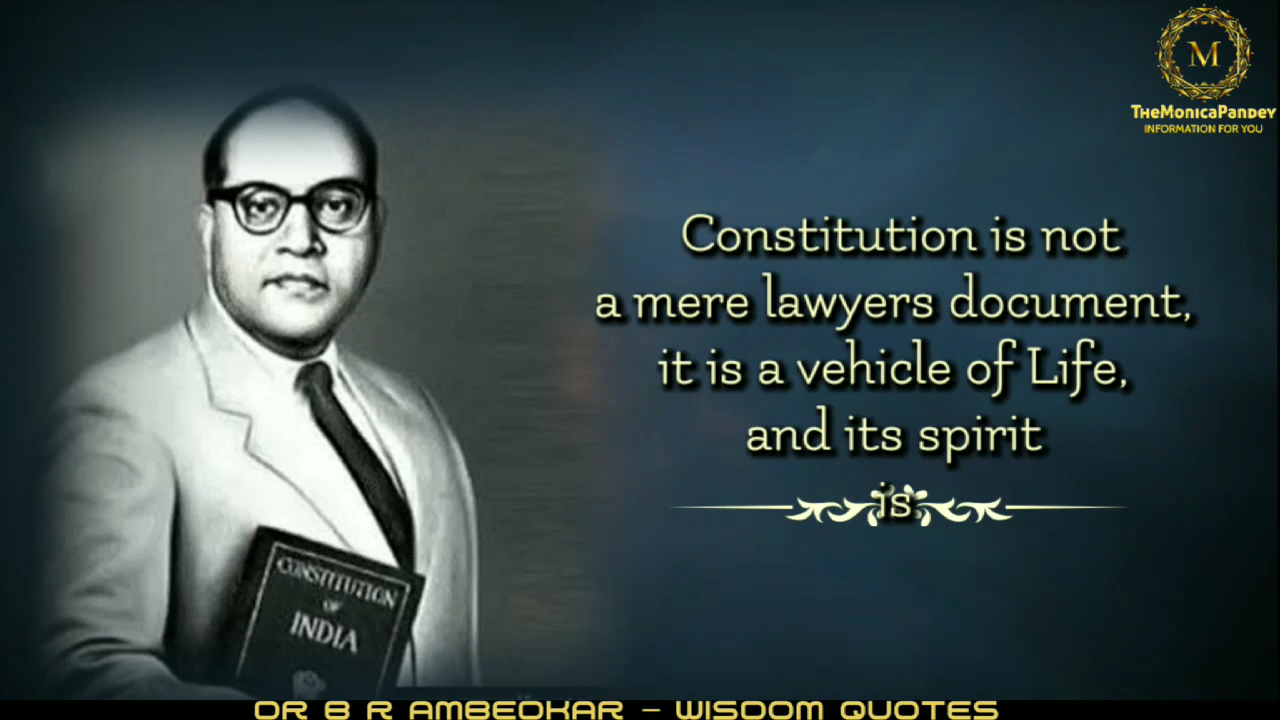 M
TheMonicaPandey
INFORMATION FOR YOU
Constitution is not
a mere lawyers document,
it is a vehicle of Life,
and its spirit
is
CONSTITUTION
OF
INDIA
DR B R AMBEDKAR - WISDOM QUOTES